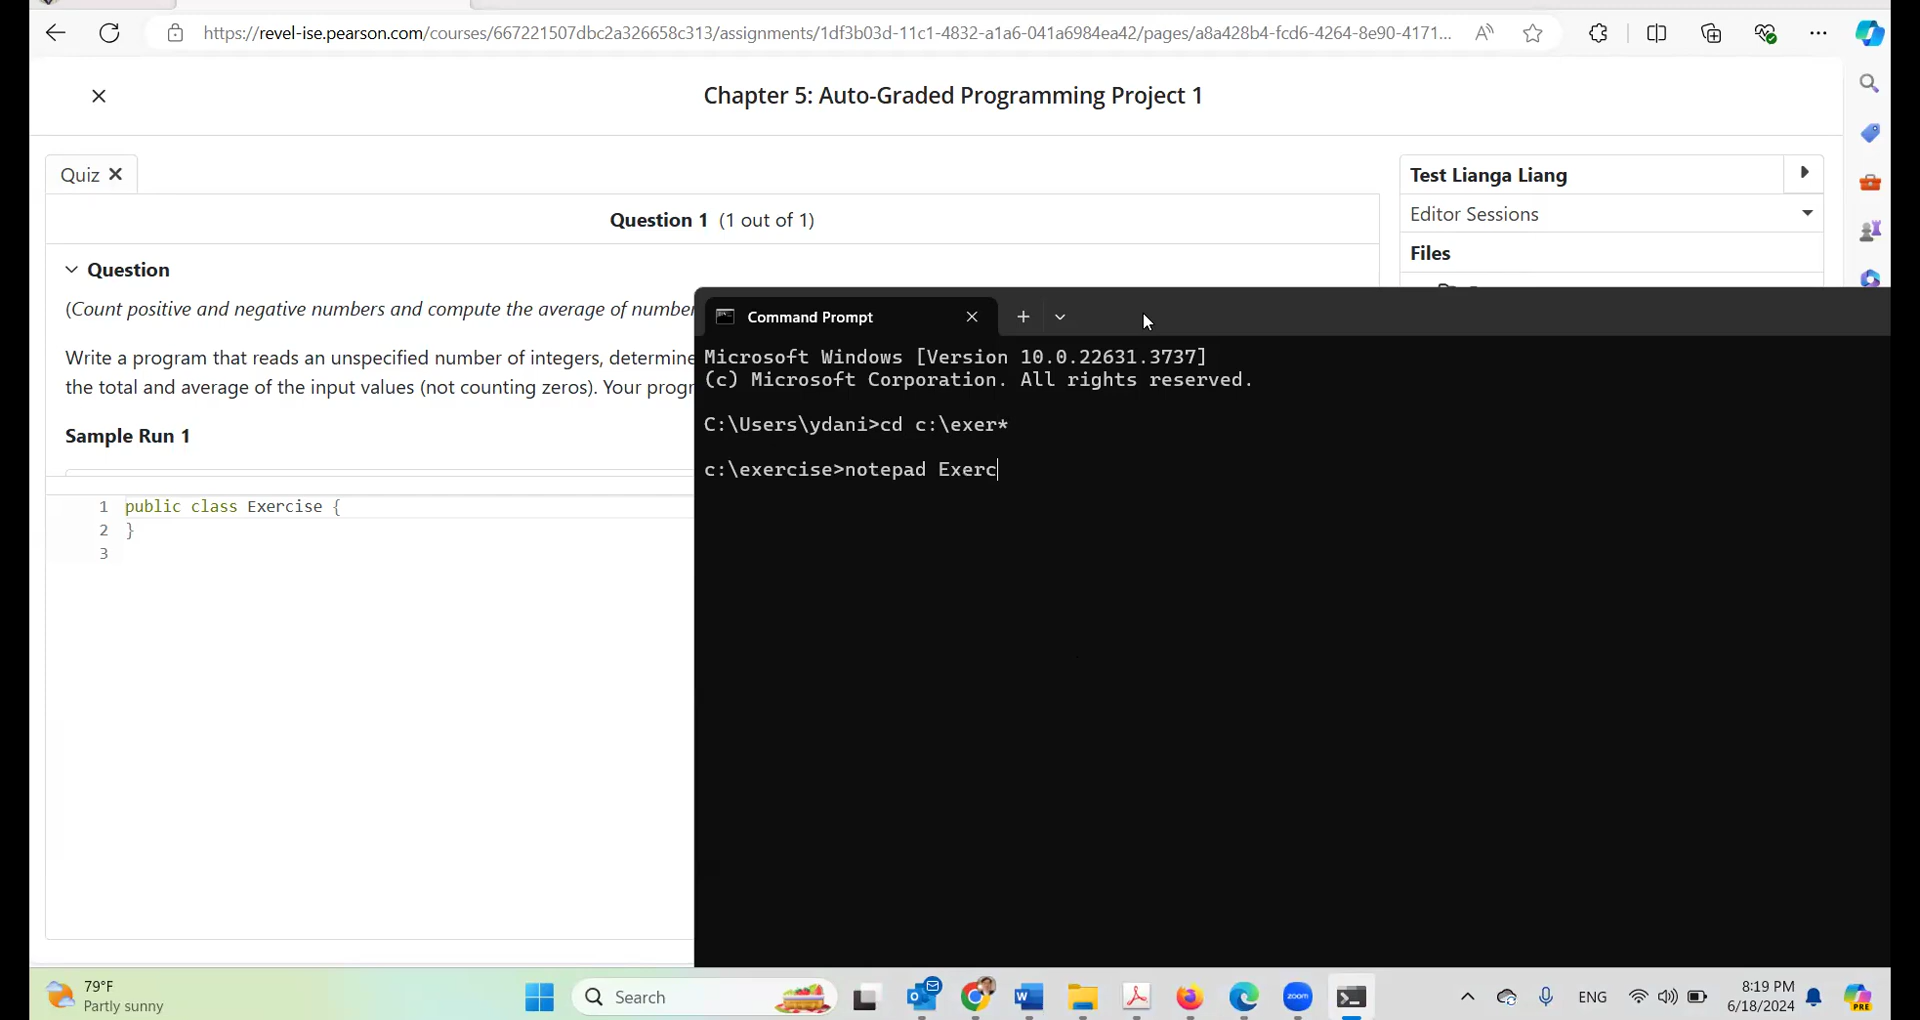 https://revel-ise.pearson.com/courses/667221507dbc2a326658c313/assignments/1df3b03d-11c1-4832-a1a6-041a6984ea42/pages/a8a428b4-fcd6-4264-8e90-4171...
Chapter 5: Auto-Graded Programming Project 1
Quiz
Test Lianga Liang
Editor Sessions
Question 1 (1 out of 1)
Files
Question
(Count positive and negative numbers and compute the average of number
Write a program that reads an unspecified number of integers, determine
the total and average of the input values (not counting zeros). Your progr
Sample Run 1
1 public class Exercise {
2 }
3
Command Prompt
Microsoft Windows [Version 10.0.22631.3737]
(c) Microsoft Corporation. All rights reserved.
C:\Users\ydani>cd c:\exer*
c:\exercise>notepad Exerc
79°F
Partly sunny
Search
zoom
ENG
8:19 PM
6/18/2024
PRE